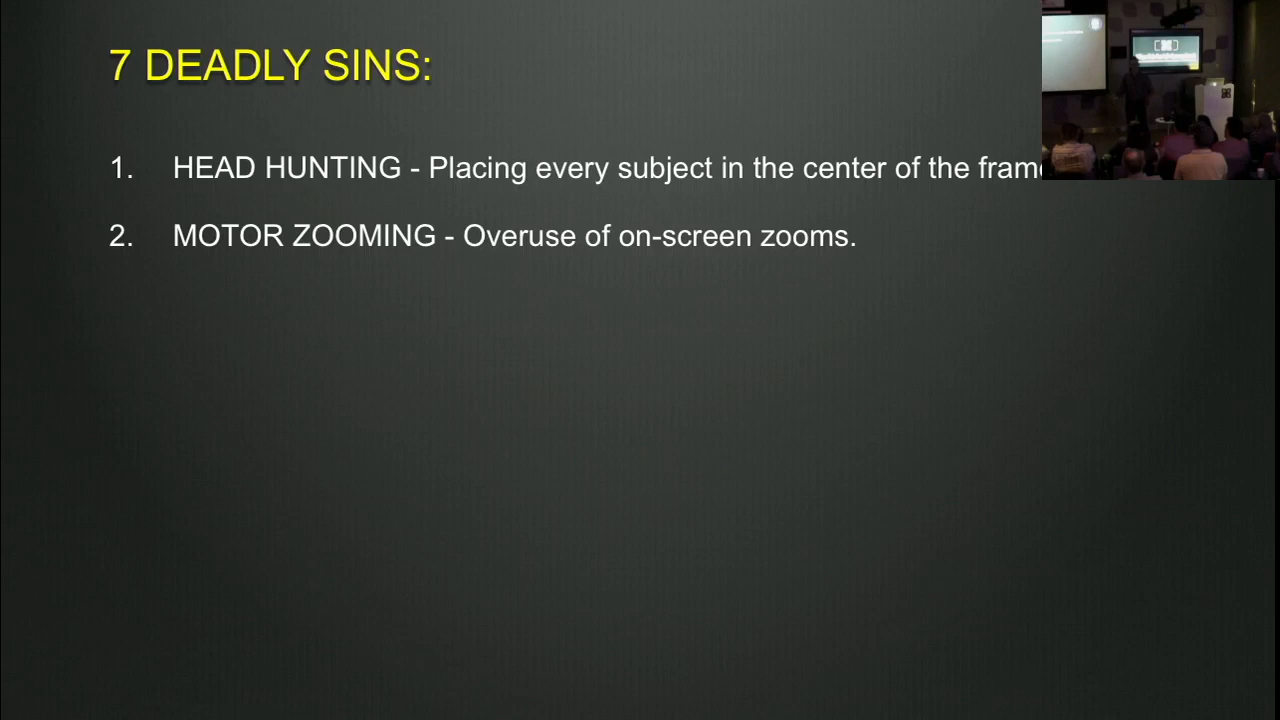 7 DEADLY SINS:
1. HEAD HUNTING - Placing every subject in the center of the
2. MOTOR ZOOMING - Overuse of on-screen zooms.